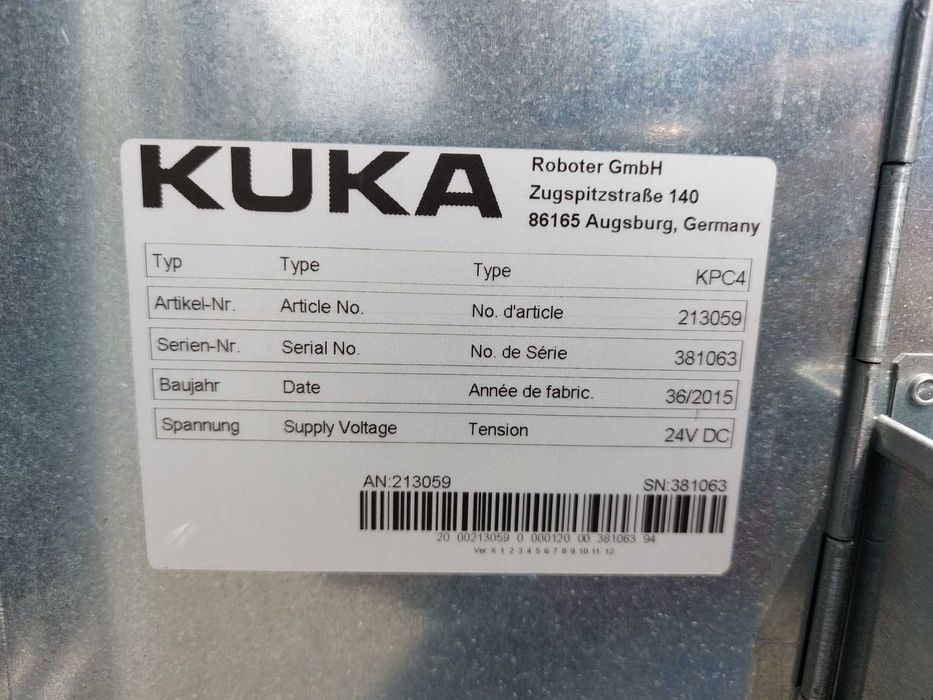 KUKA
Roboter GmbH
Zugspitzstraße 140
86165 Augsburg, Germany
Typ Type Type KPC4
Artikel-Nr. Article No. No. d'article 213059
Serien-Nr. Serial No. No. de Série 381063
Baujahr Date Année de fabric. 36/2015
Spannung Supply Voltage Tension 24V DC
AN:213059 SN:381063
20 00213059 0 000120 00 381063 94
Ver. X 1 2 3 4 5 6 7 8 9 10 11 12